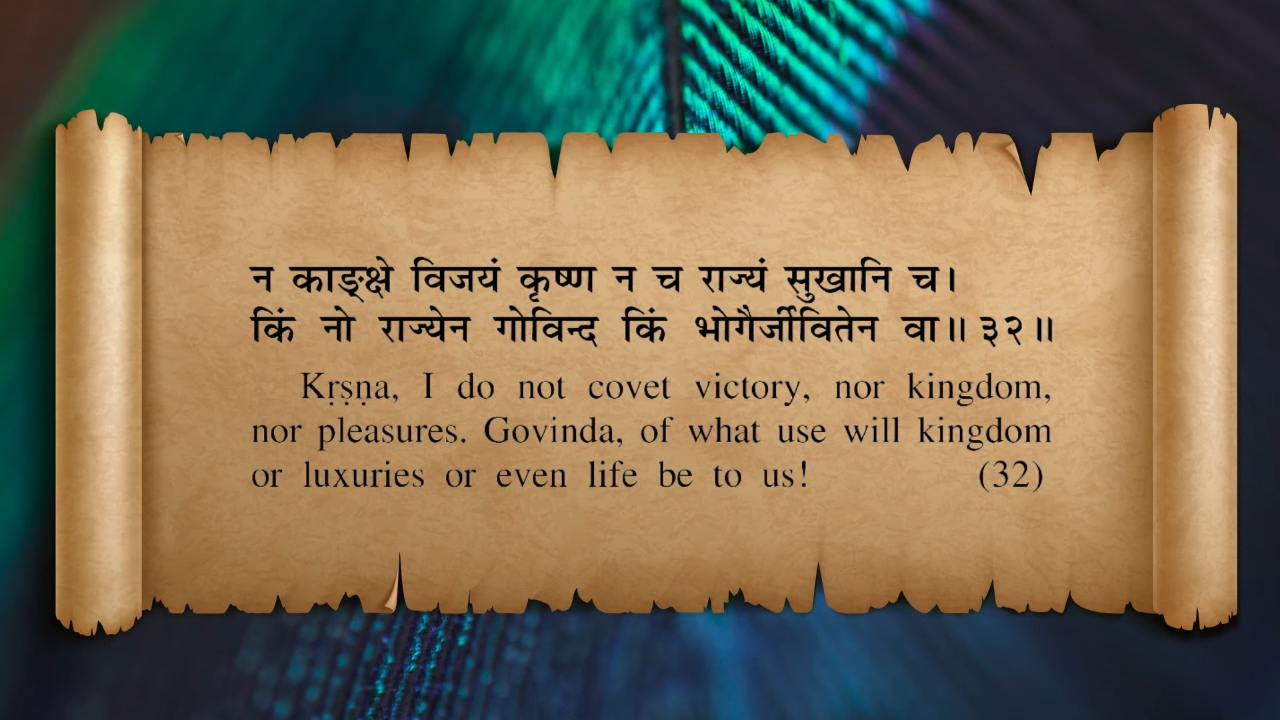 न काङ्क्षे विजयं कृष्ण न च राज्यं सुखानि च।
किं नो राज्येन गोविन्द किं भोगैर्जीवितेन वा॥ ३२॥
Kṛṣṇa, I do not covet victory, nor kingdom,
nor pleasures. Govinda, of what use will kingdom
or luxuries or even life be to us! (32)